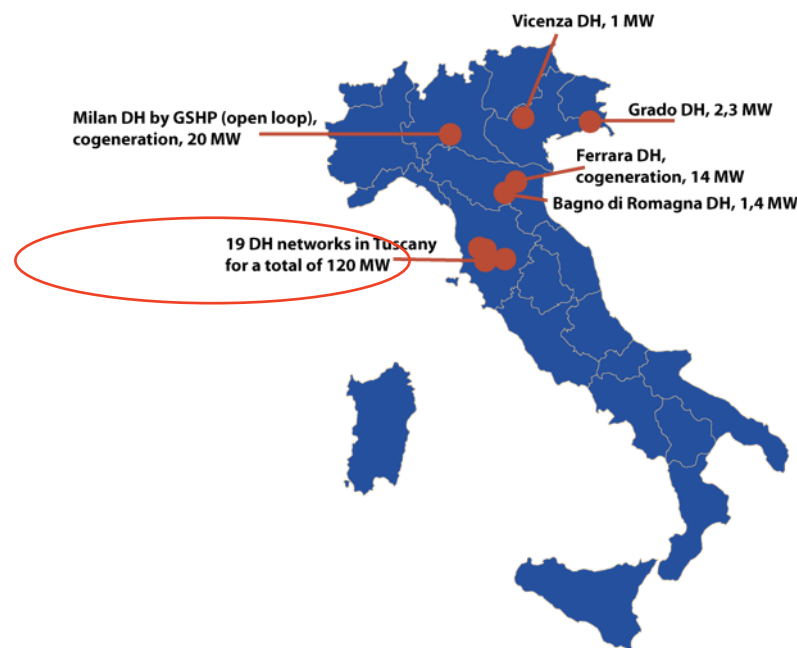 Vicenza DH, 1 MW
Milan DH by GSHP (open loop),
cogeneration, 20 MW
Grado DH, 2,3 MW
Ferrara DH,
cogeneration, 14 MW
Bagno di Romagna DH, 1,4 MW
19 DH networks in Tuscany
for a total of 120 MW